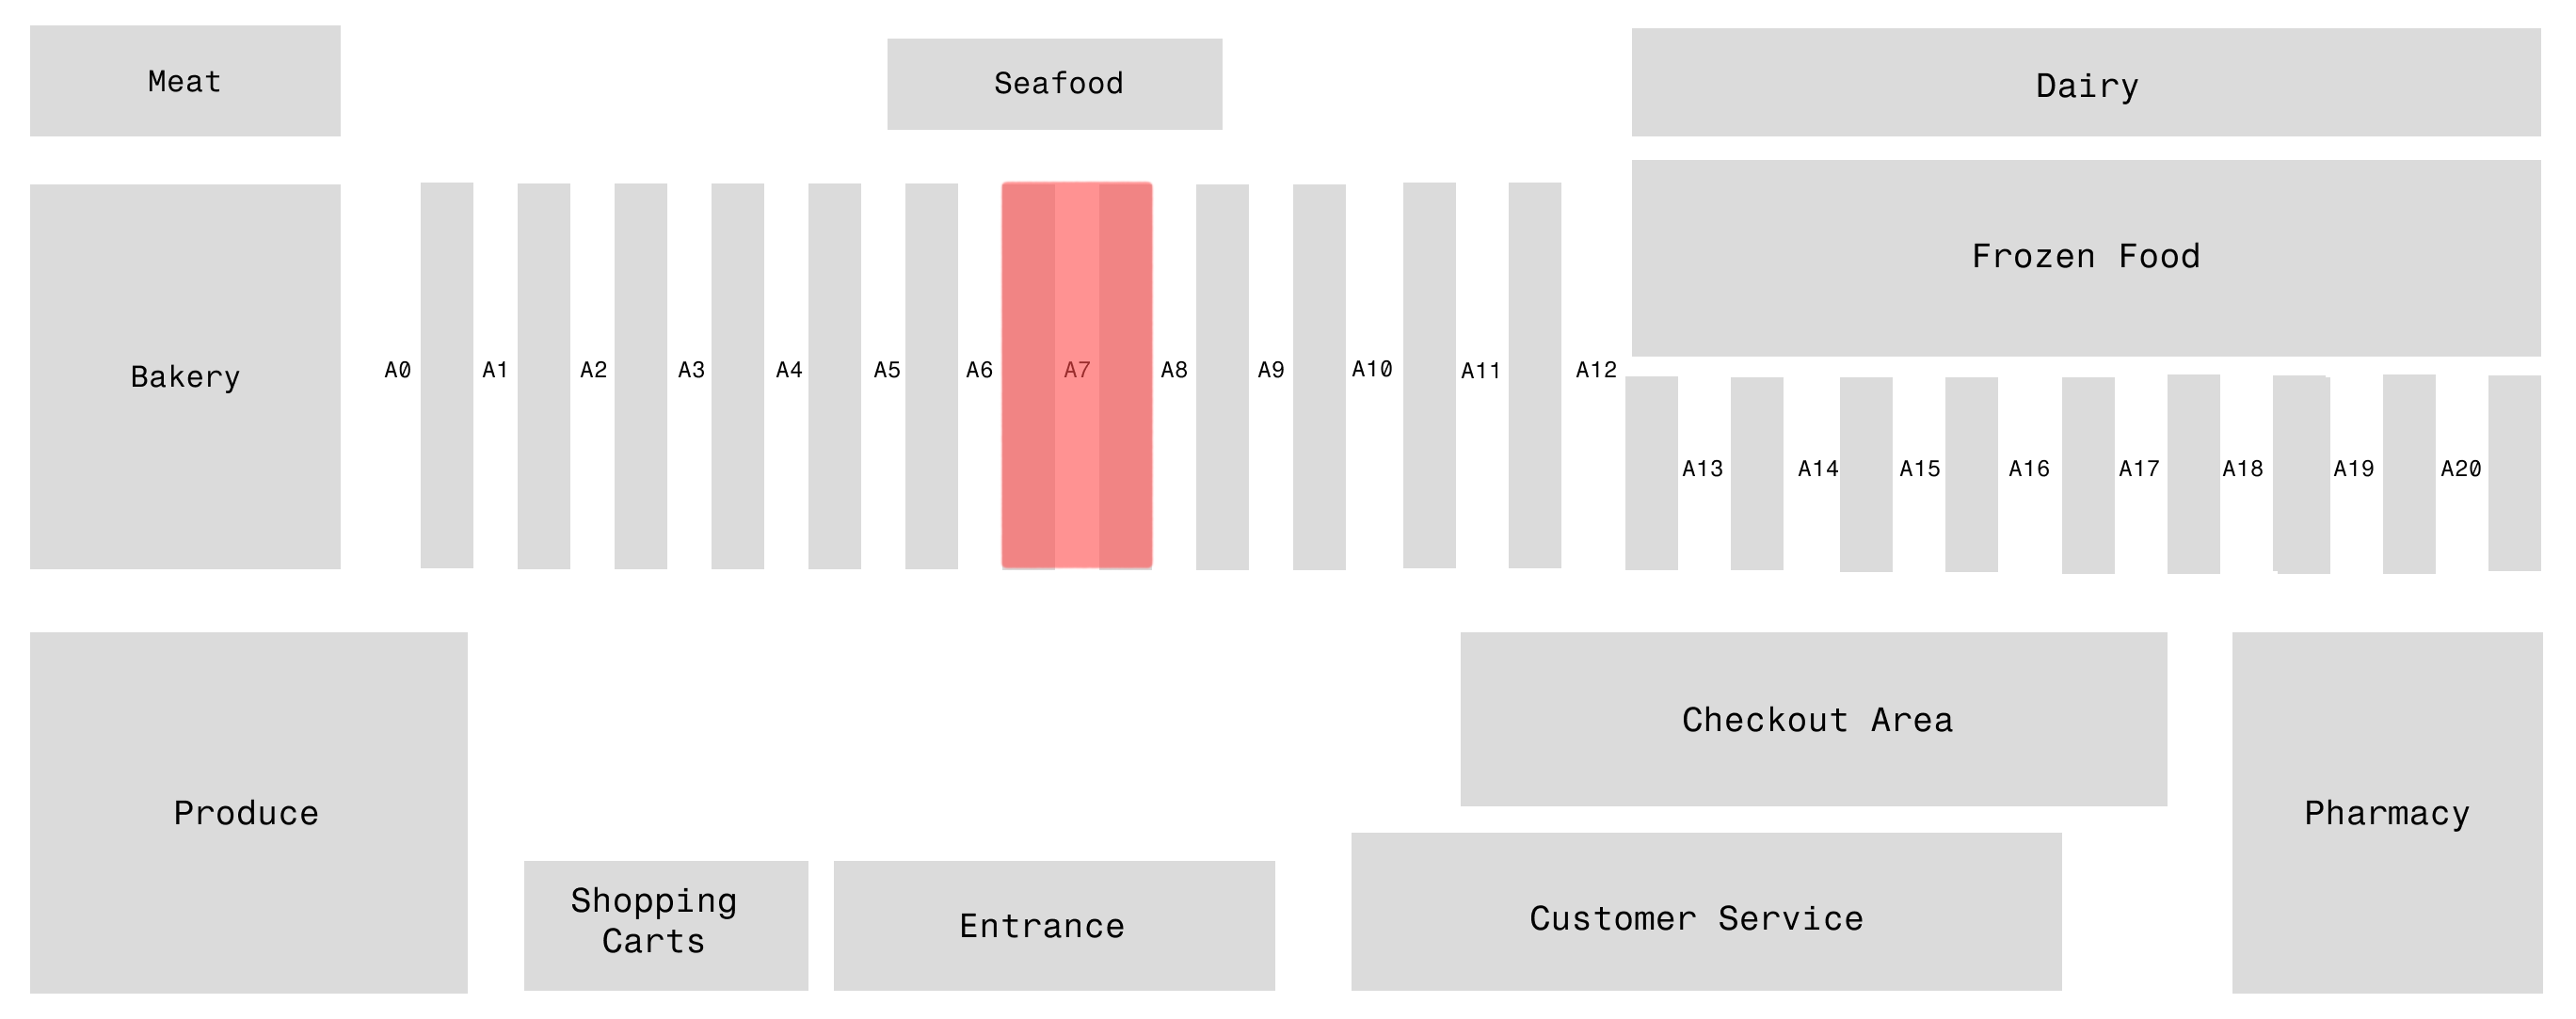 Meat
Seafood
Dairy
Frozen Food
Bakery
A0 A1 A2 A3 A4 A5 A6 A7 A8 A9 A10 A11 A12
A13 A14 A15 A16 A17 A18 A19 A20
Produce
Checkout Area
Pharmacy
Shopping
Carts
Entrance
Customer Service